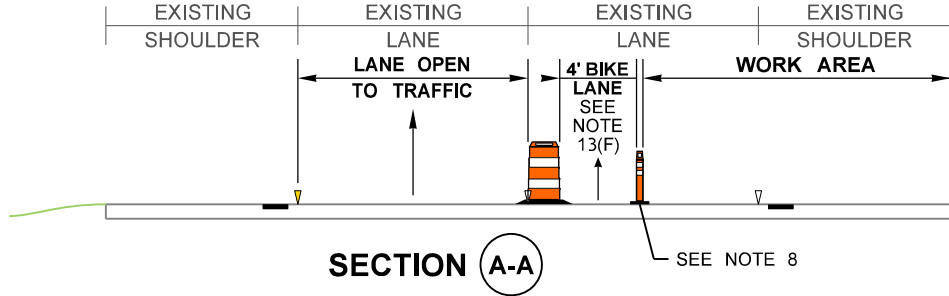 EXISTING EXISTING EXISTING EXISTING
SHOULDER LANE LANE SHOULDER
LANE OPEN
TO TRAFFIC
4' BIKE
LANE
SEE
NOTE
13(F)
WORK AREA
SEE NOTE 8
SECTION A-A